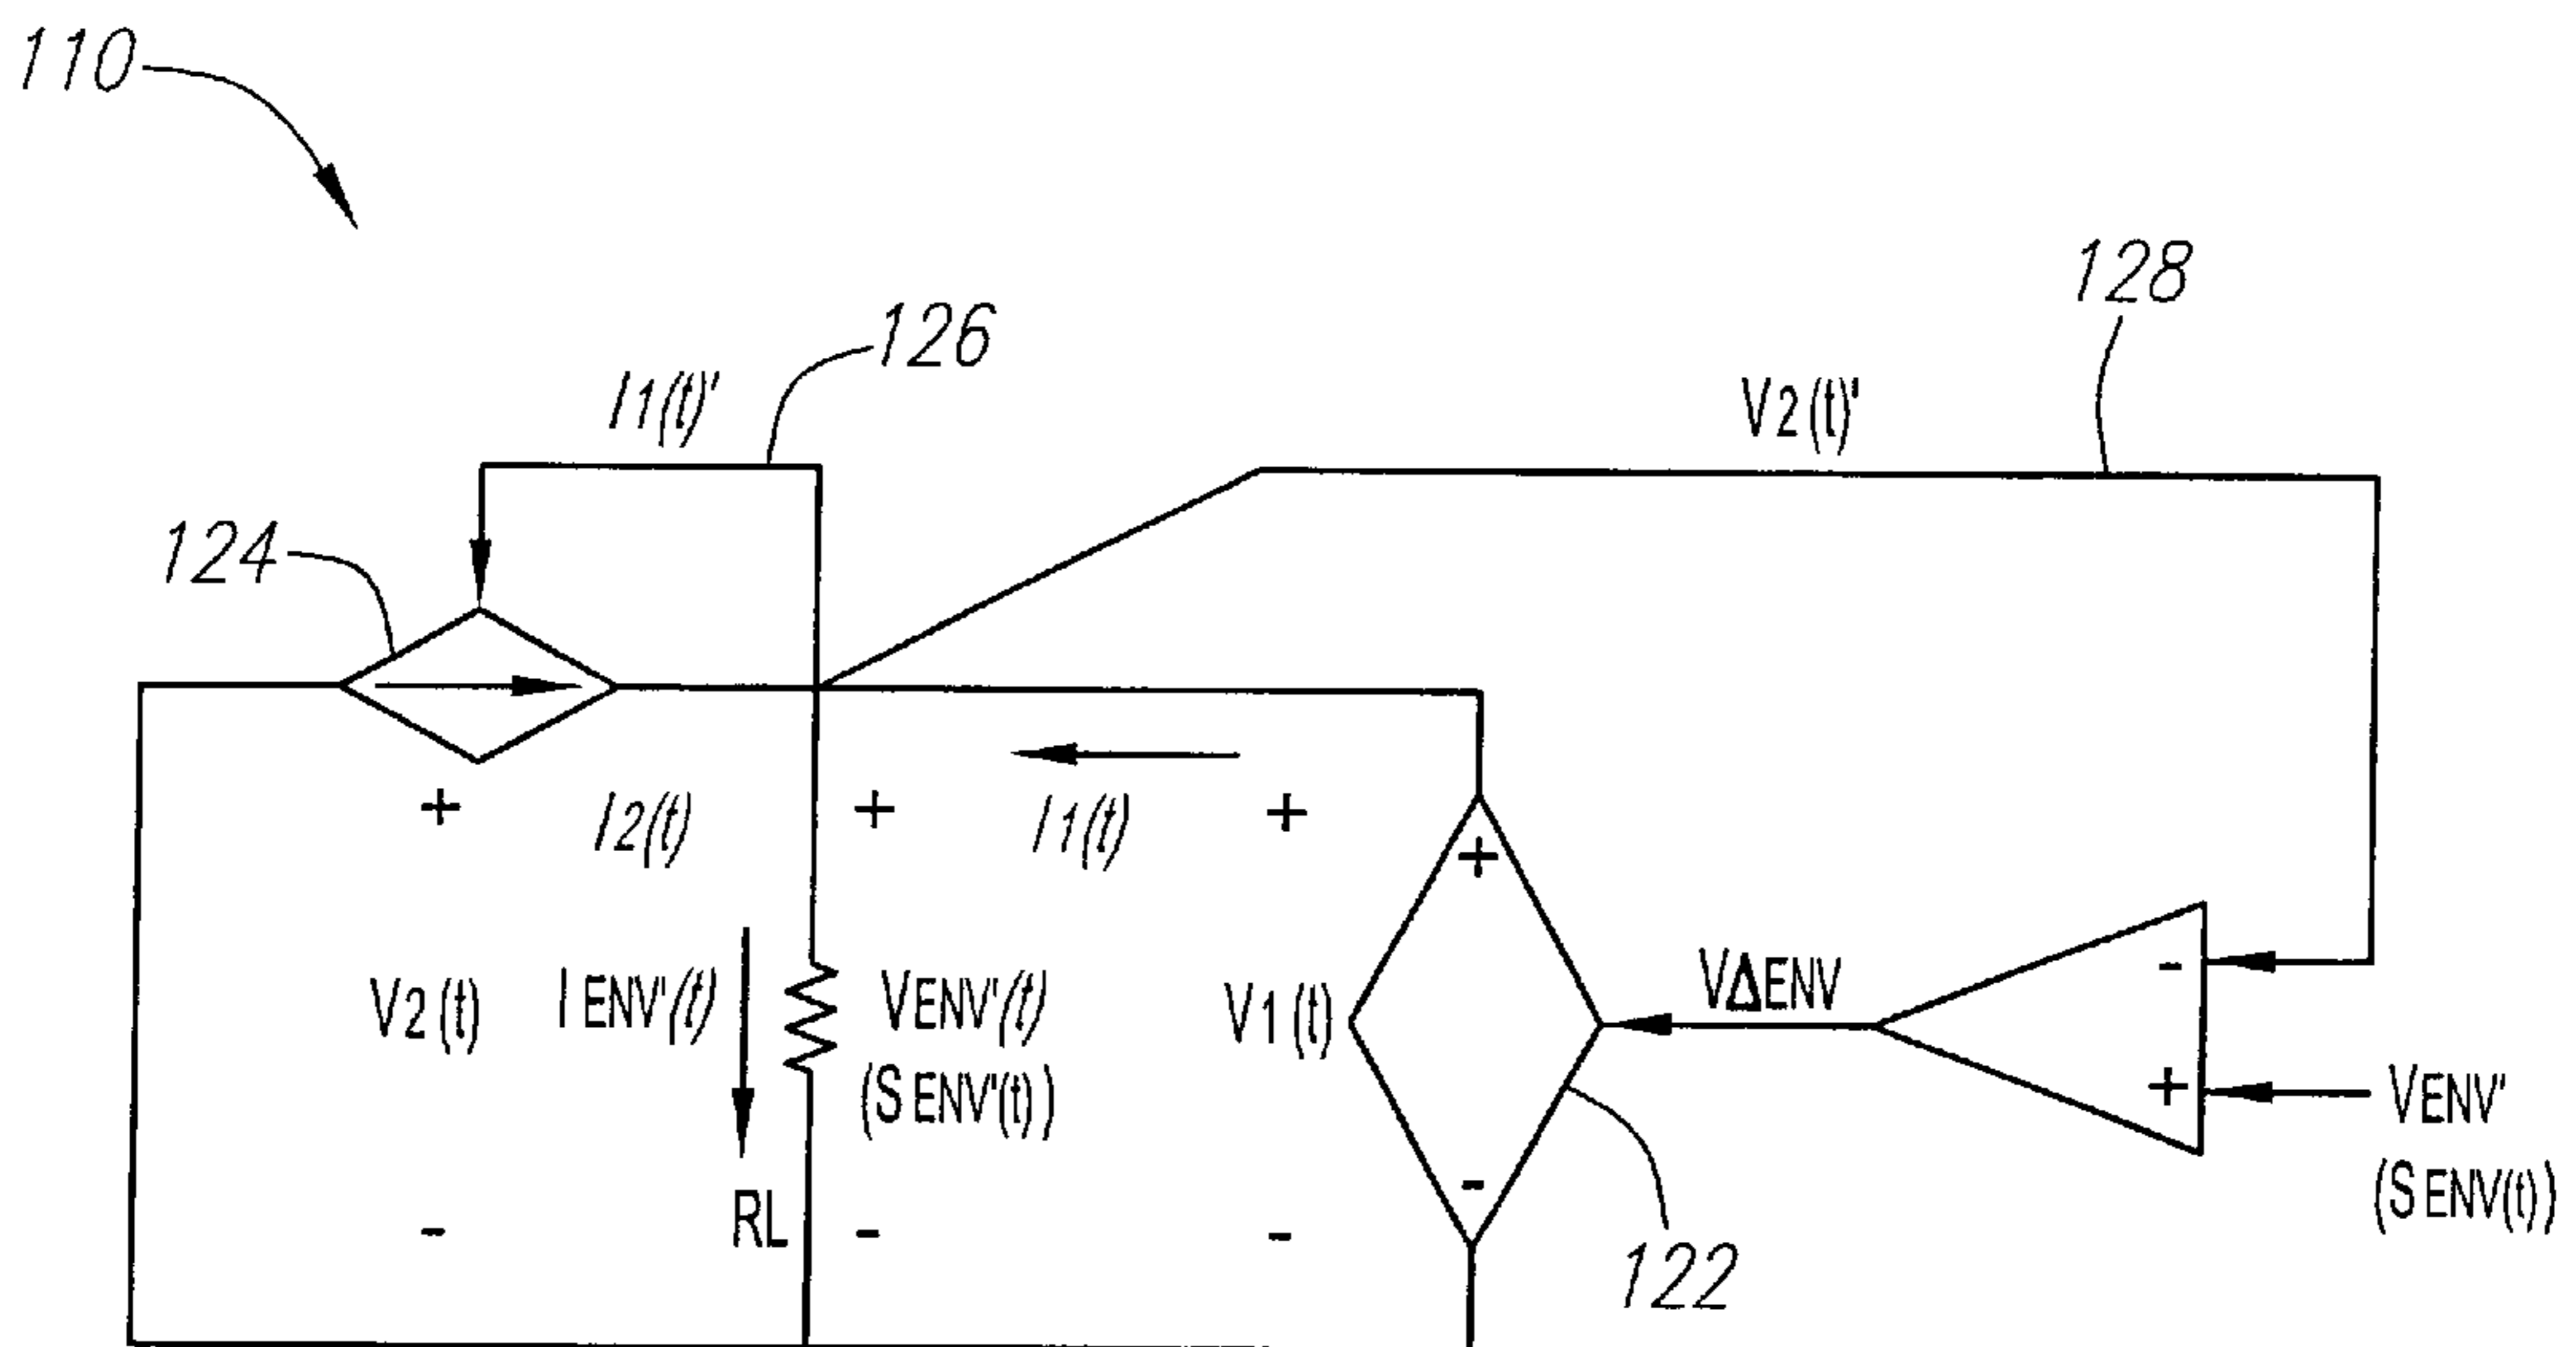 110
128
126
I1(t)'
V2(t)'
124
+ I2(t) + I1(t) +
+
V2(t) IENV'(t) VENV'(t) V1(t) VΔENV -
(SENV'(t)) + VENV'
- RL - - - (SENV(t))
122